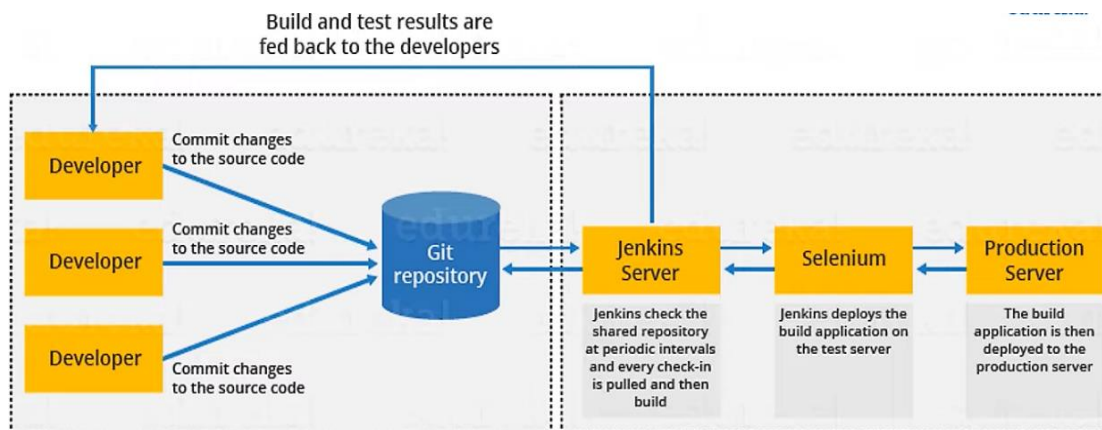 Build and test results are
fed back to the developers
Developer
Commit changes
to the source code
Developer
Commit changes
to the source code
Developer
Commit changes
to the source code
Git
repository
Jenkins
Server
Selenium
Production
Server
Jenkins check the
shared repository
at periodic intervals
and every check-in
is pulled and then
build
Jenkins deploys the
build application on
the test server
The build
application is then
deployed to the
production server